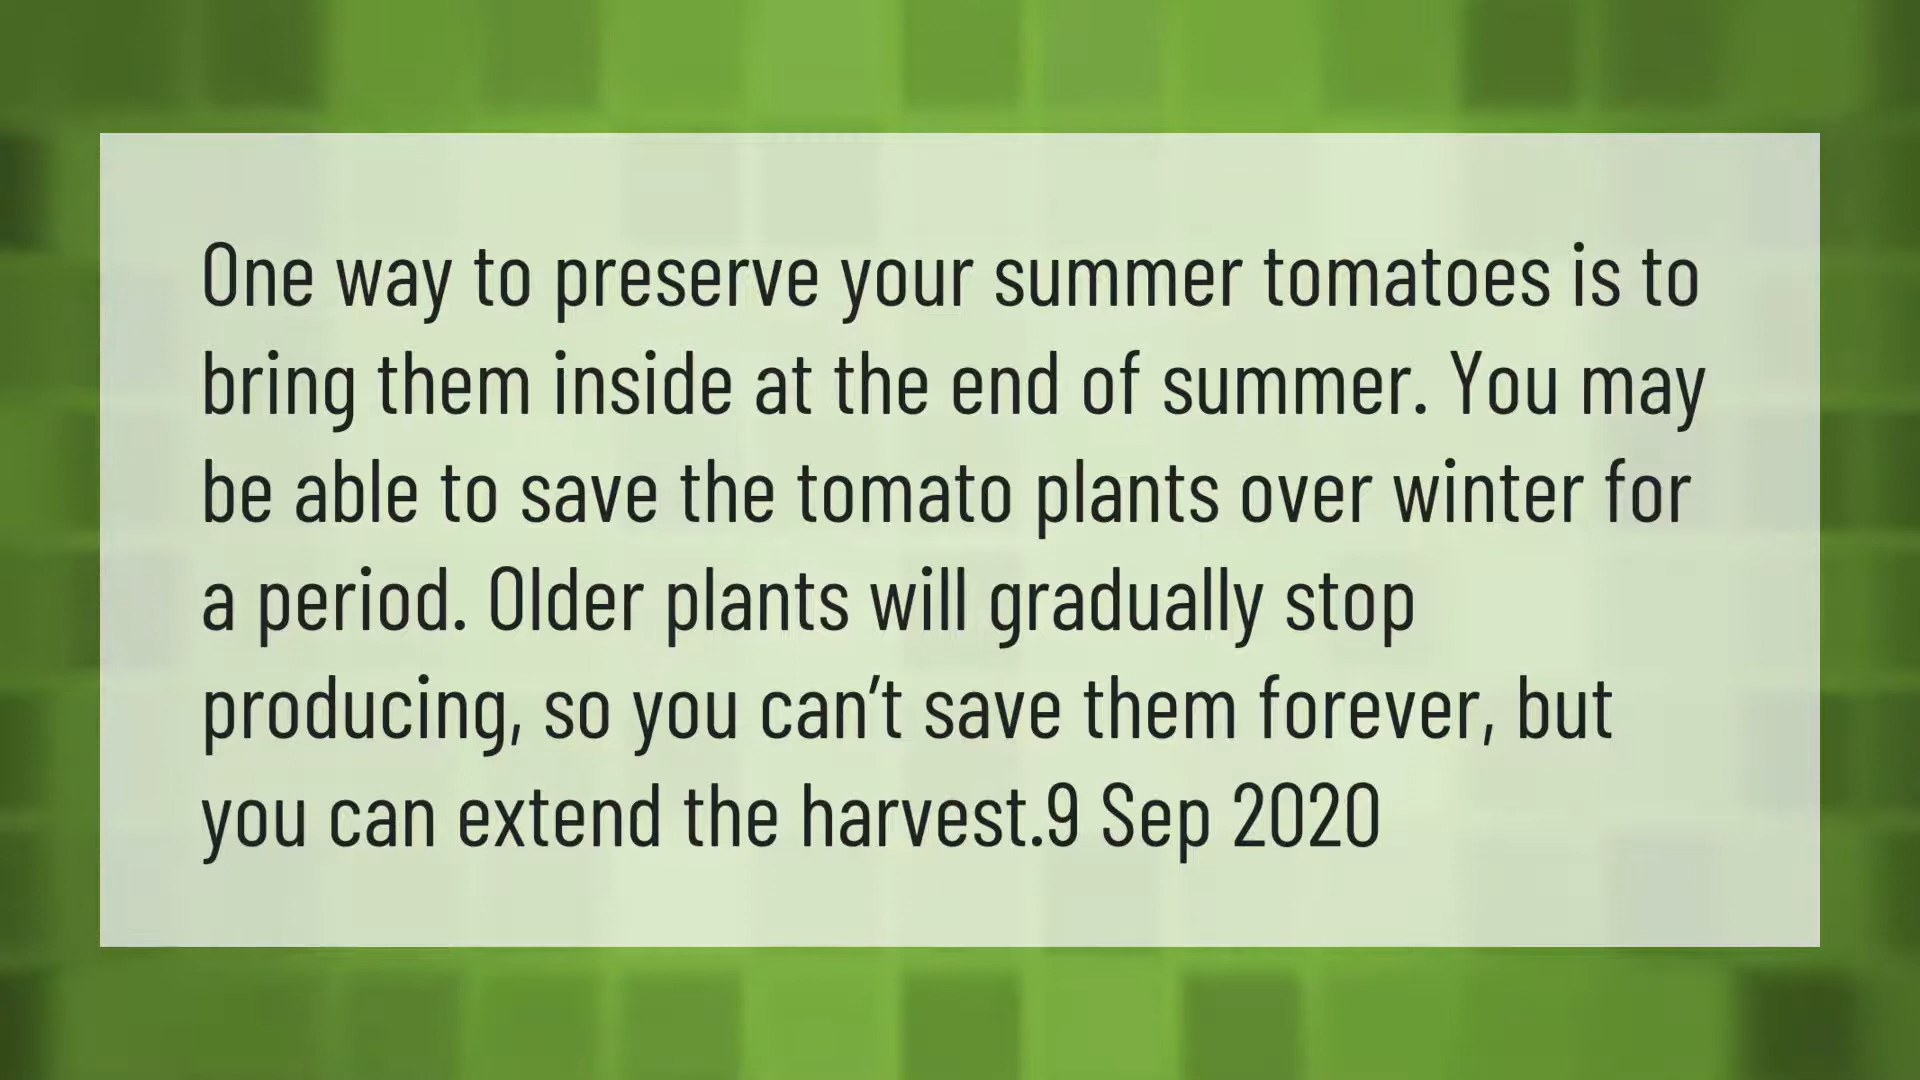 One way to preserve your summer tomatoes is to
bring them inside at the end of summer. You may
be able to save the tomato plants over winter for
a period. Older plants will gradually stop
producing, so you can’t save them forever, but
you can extend the harvest.9 Sep 2020